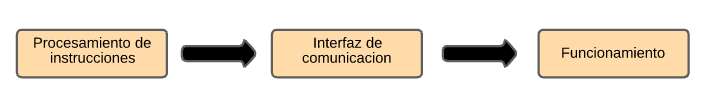 Procesamiento de
instrucciones
Interfaz de
comunicacion
Funcionamiento